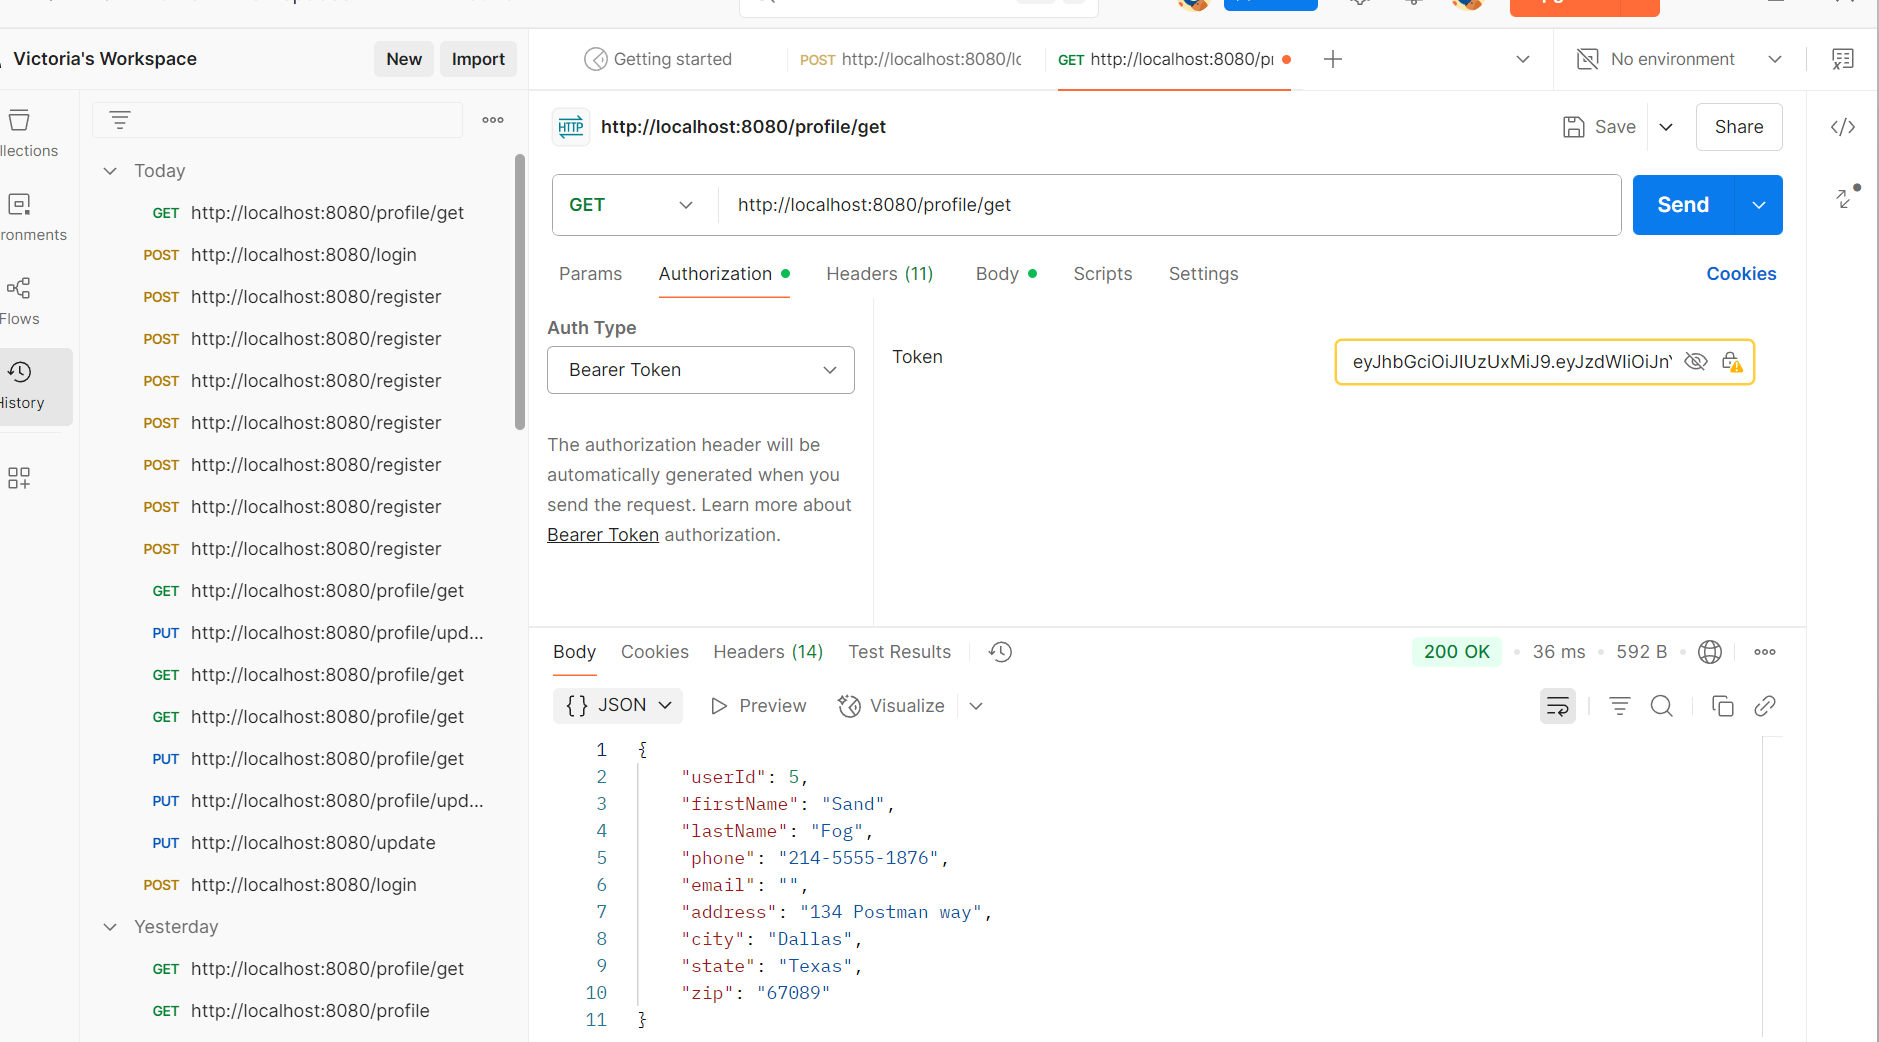 Victoria's Workspace
New
Import
Getting started
POST http://localhost:8080/lo
GET http://localhost:8080/pr
No environment
llections
ronments
Flows
History
Today
GET http://localhost:8080/profile/get
POST http://localhost:8080/login
POST http://localhost:8080/register
POST http://localhost:8080/register
POST http://localhost:8080/register
POST http://localhost:8080/register
POST http://localhost:8080/register
POST http://localhost:8080/register
POST http://localhost:8080/register
GET http://localhost:8080/profile/get
PUT http://localhost:8080/profile/upd...
GET http://localhost:8080/profile/get
GET http://localhost:8080/profile/get
PUT http://localhost:8080/profile/get
PUT http://localhost:8080/profile/upd...
PUT http://localhost:8080/update
POST http://localhost:8080/login
Yesterday
GET http://localhost:8080/profile/get
GET http://localhost:8080/profile
HTTP http://localhost:8080/profile/get
Save
Share
GET http://localhost:8080/profile/get
Send
Params Authorization Headers (11) Body Scripts Settings
Cookies
Auth Type
Bearer Token
The authorization header will be
automatically generated when you
send the request. Learn more about
Bearer Token authorization.
Token
eyJhbGciOiJIUzUxMiJ9.eyJzdWIiOiJn
Body Cookies Headers (14) Test Results
200 OK • 36 ms • 592 B
{} JSON Preview Visualize
1 {
2 "userId": 5,
3 "firstName": "Sand",
4 "lastName": "Fog",
5 "phone": "214-5555-1876",
6 "email": "",
7 "address": "134 Postman way",
8 "city": "Dallas",
9 "state": "Texas",
10 "zip": "67089"
11 }